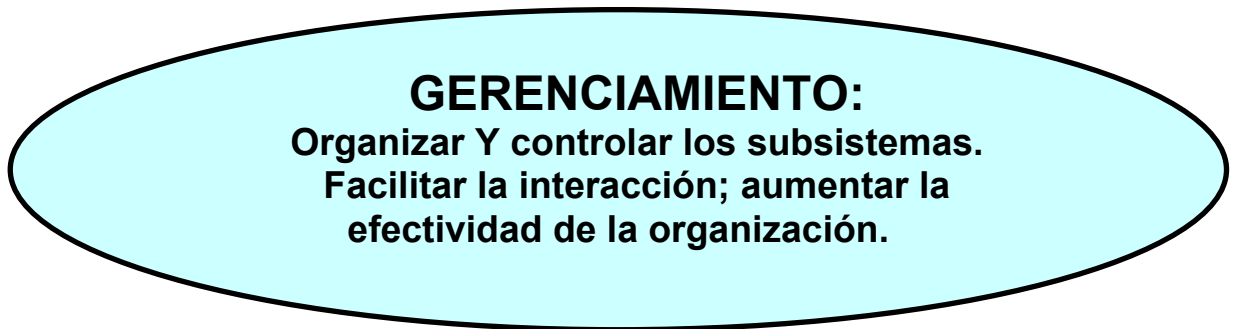 GERENCIAMIENTO:
Organizar Y controlar los subsistemas.
Facilitar la interacción; aumentar la
efectividad de la organización.